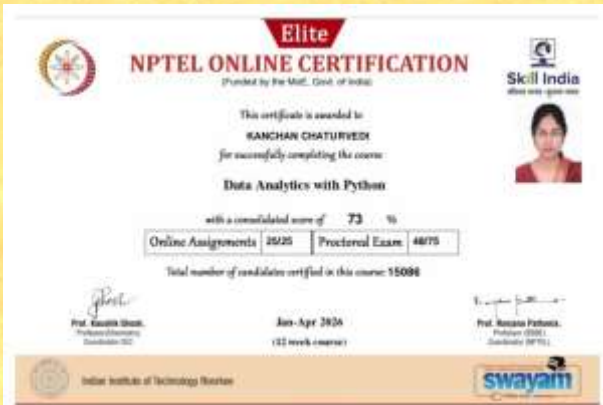 Elite
NPTEL ONLINE CERTIFICATION
(Funded by the MoE, Govt. of India)
Skill India
This certificate is awarded to
KANCHAN CHATURVEDI
for successfully completing the course
Data Analytics with Python
with a consolidated score of 73 %
Online Assignments 25/25 Proctored Exam 48/75
Total number of candidates certified in this course: 15086
Prof. Kaushik Ghosh.
Prof. Ranjana Pathania.
Jan-Apr 2026
(12 week course)
Indian Institute of Technology Roorkee
swayam